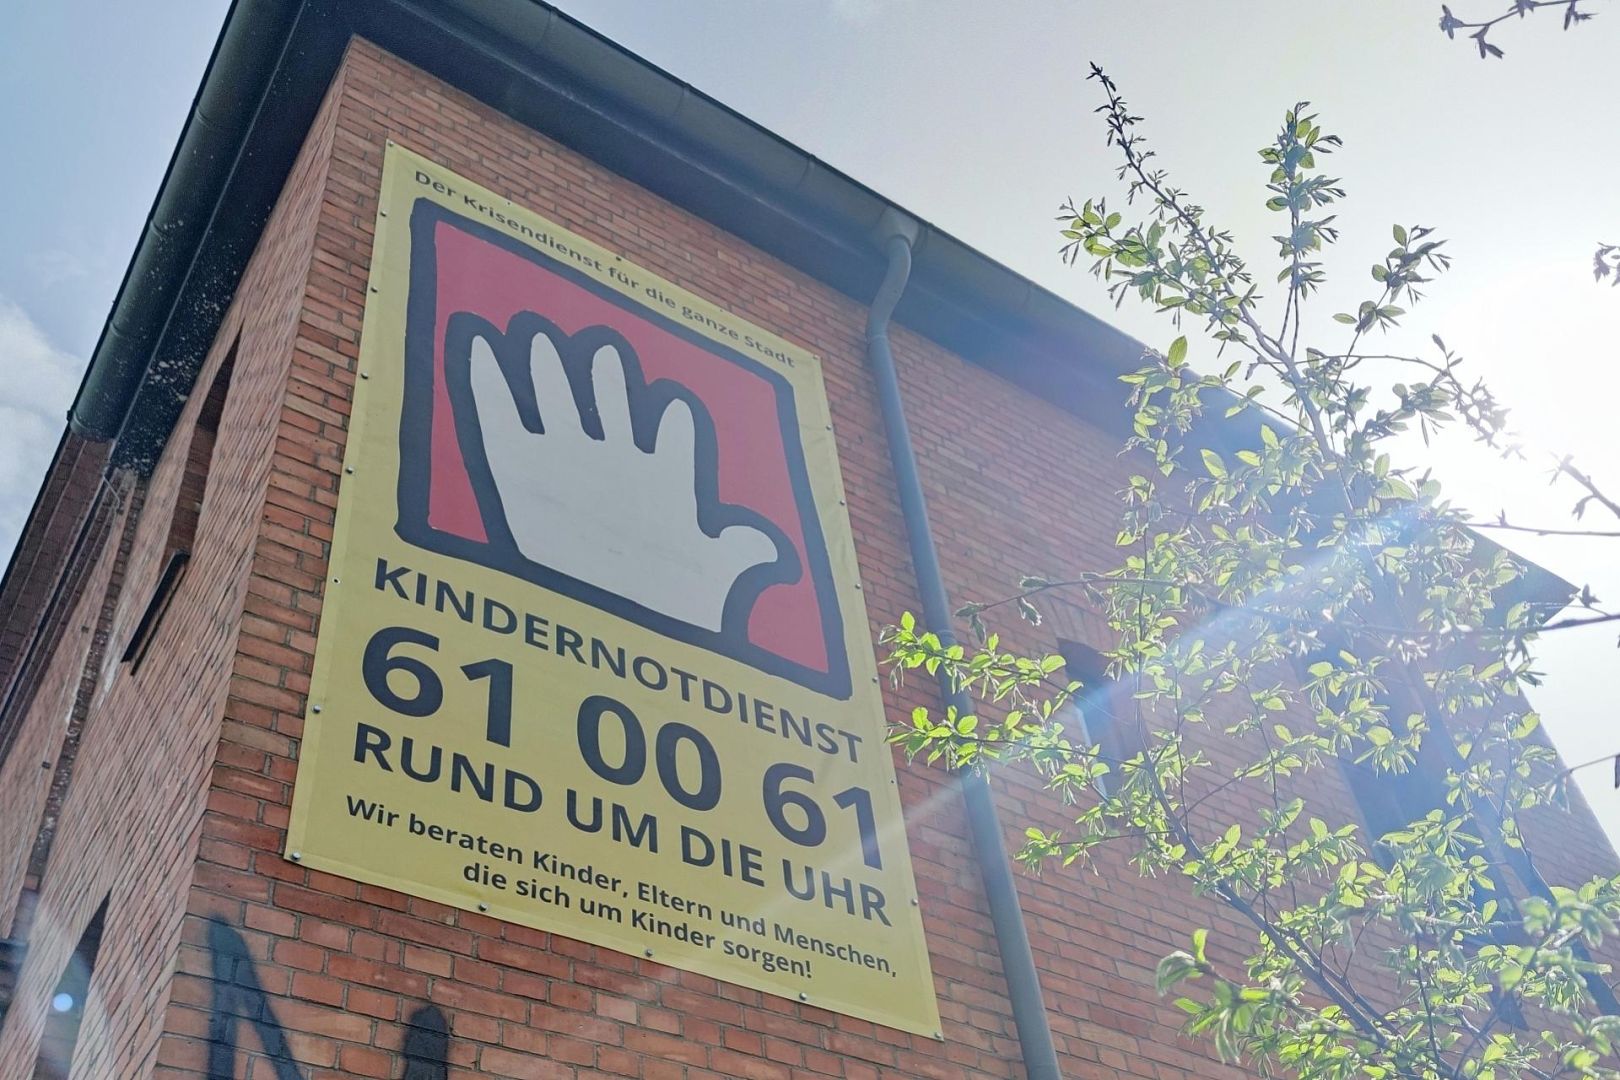 Der Krisendienst für die ganze Stadt
KINDERNOTDIENST
61 00 61
RUND UM DIE UHR
Wir beraten Kinder, Eltern und Menschen,
die sich um Kinder sorgen!